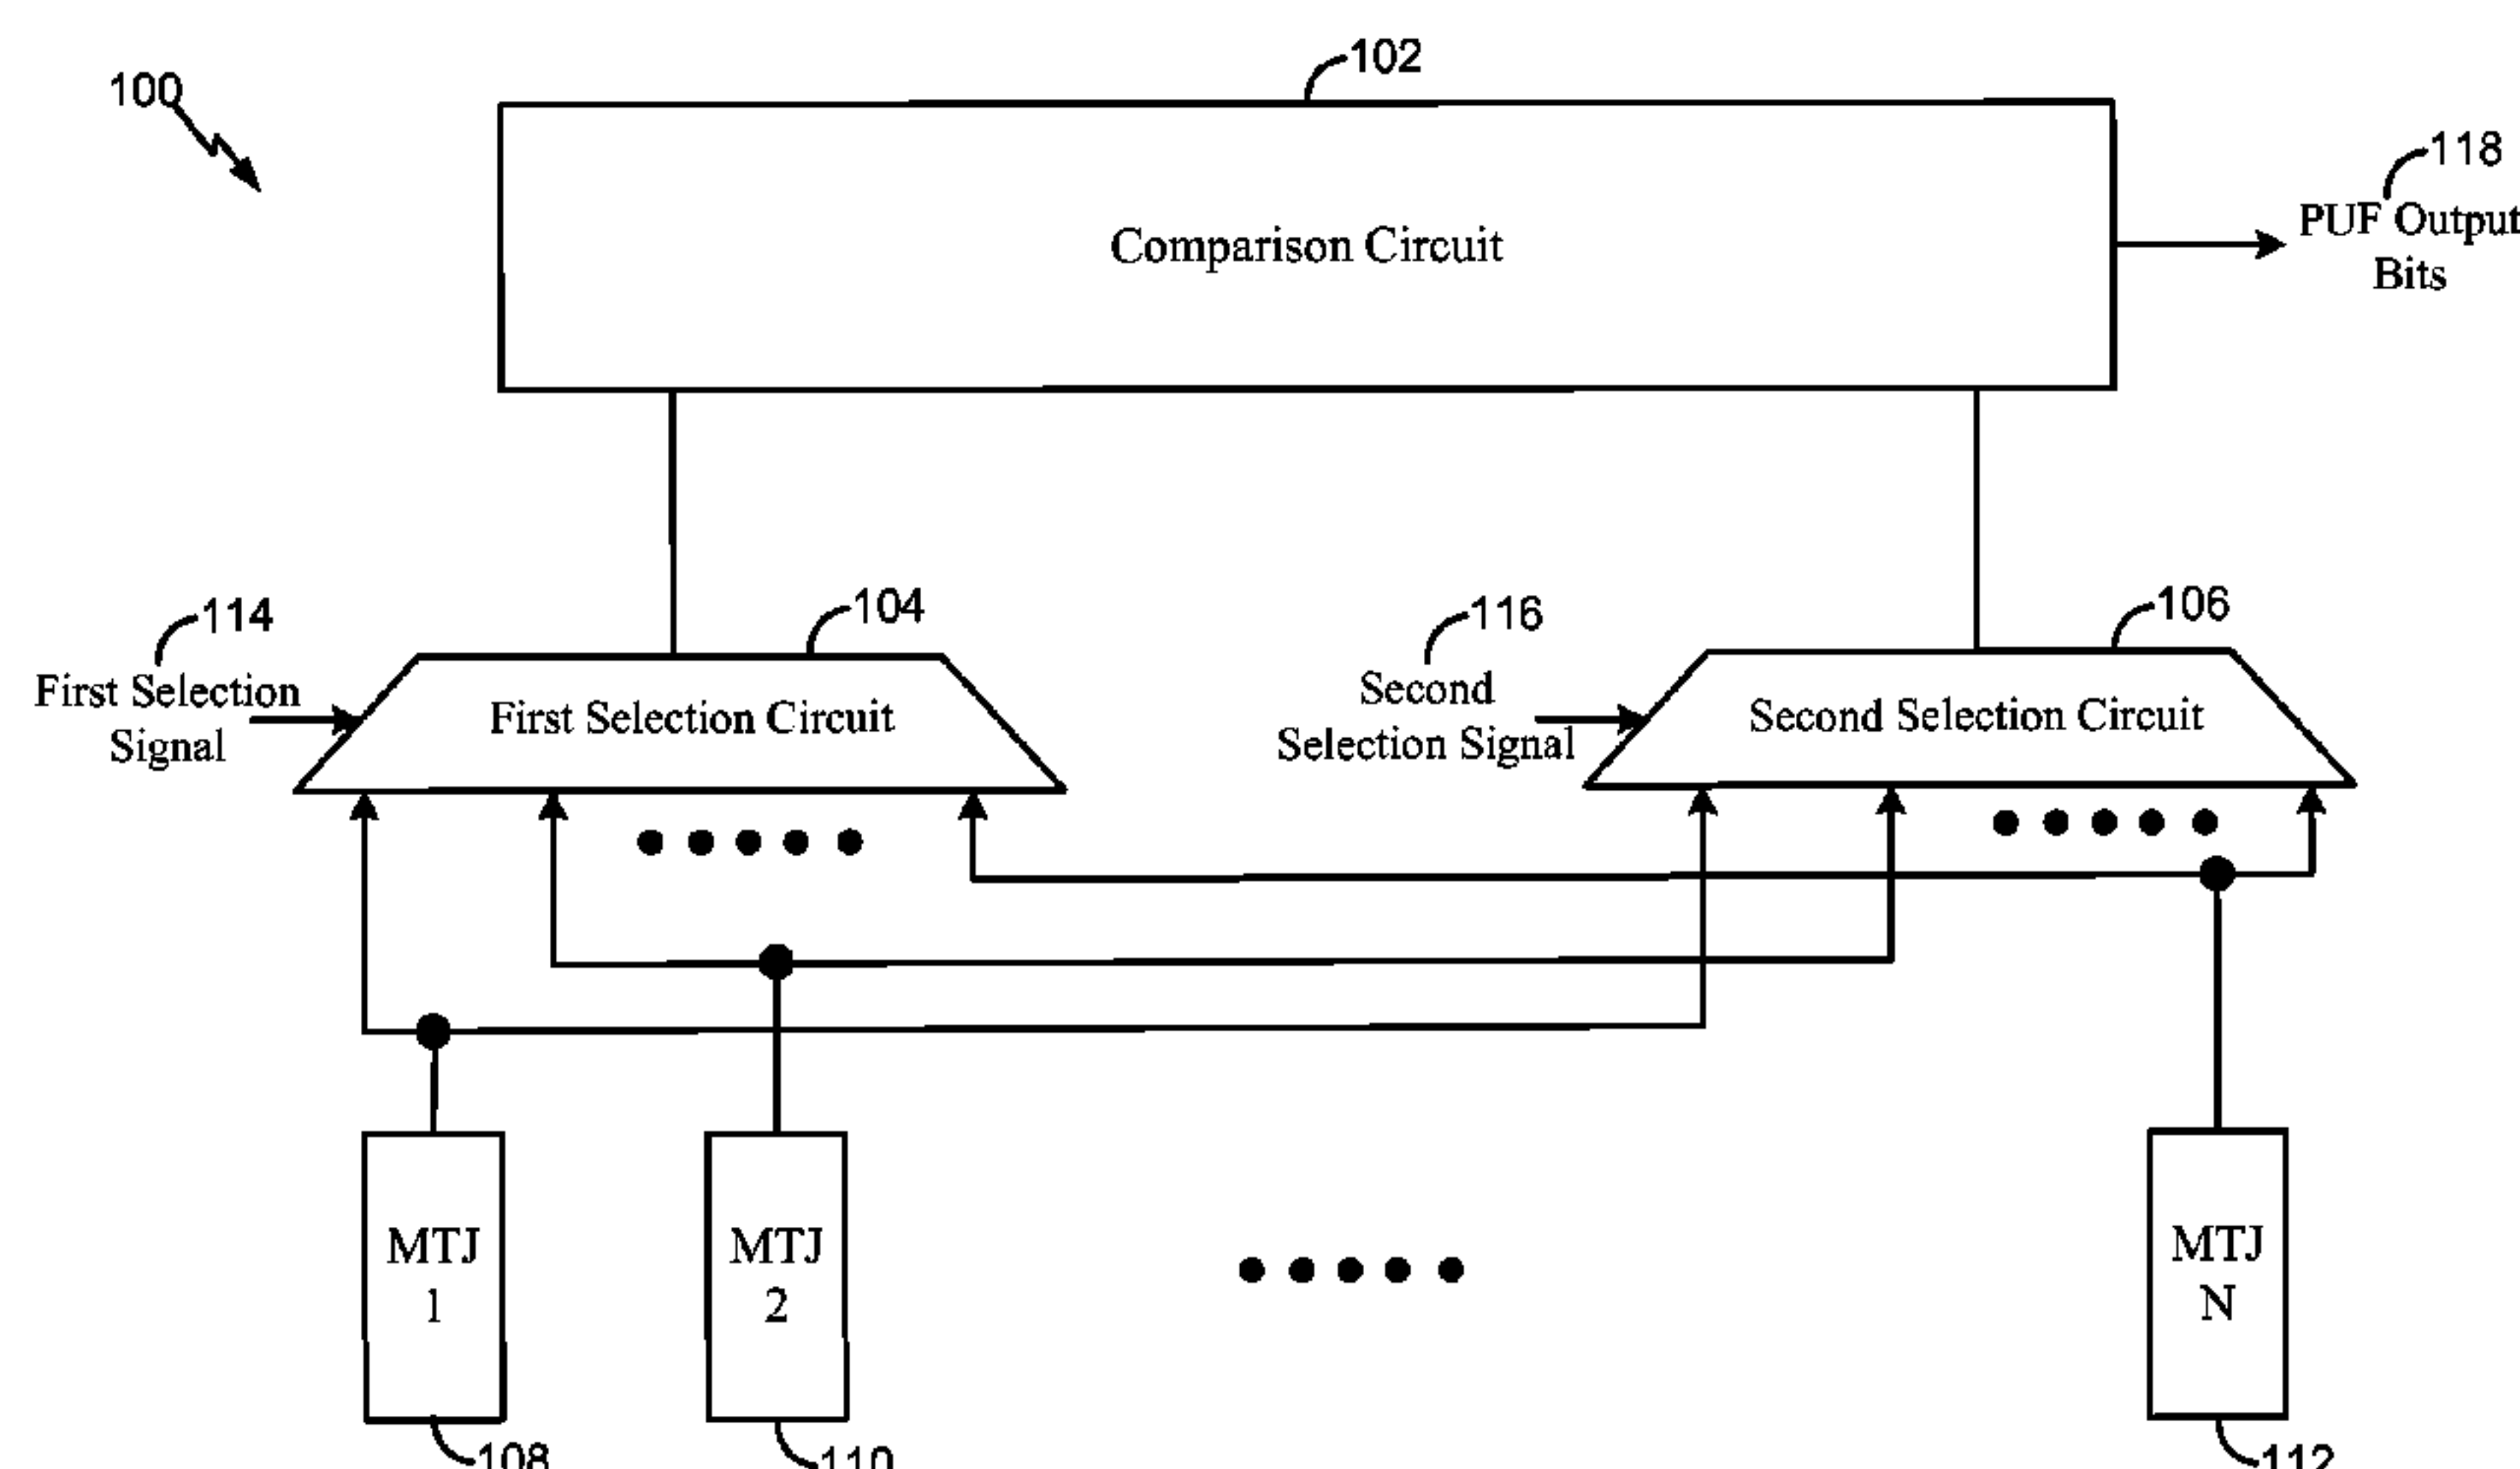 102
100
118
PUF Output
Bits
Comparison Circuit
114
104
116
106
First Selection
Signal
First Selection Circuit
Second
Selection Signal
Second Selection Circuit
MTJ
1
MTJ
2
MTJ
N
108
110
112